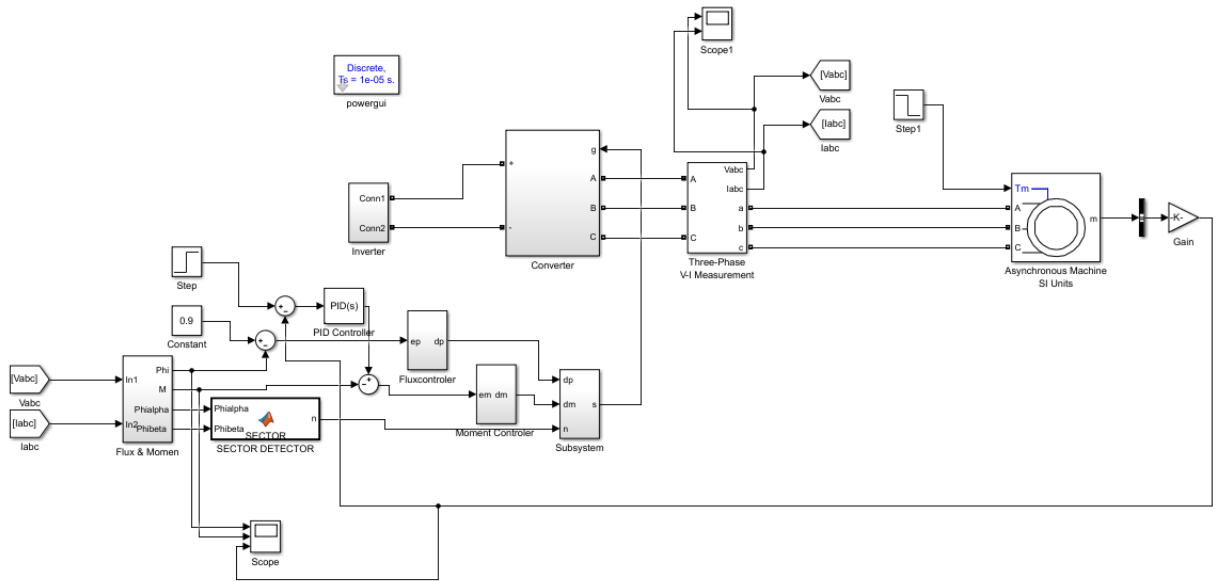 Scope1
Discrete,
Ts = 1e-05 s.
powergui
[Vabc]
Vabc
[Iabc]
Iabc
Step1
g
+
A
B
-
C
Converter
Conn1
Conn2
Inverter
Vabc
Iabc
A
a
B
b
C
c
Three-Phase
V-I Measurement
Tm
A
B
C
m
Asynchronous Machine
SI Units
-K-
Gain
Step
PID(s)
PID Controller
0.9
Constant
ep dp
Fluxcontroler
[Vabc]
Vabc
[Iabc]
Iabc
In1
In2
Phi
M
Phialpha
Phibeta
Flux & Momen
Phialpha
Phibeta
n
SECTOR
SECTOR DETECTOR
em dm
Moment Controler
dp
dm
n
s
Subsystem
Scope